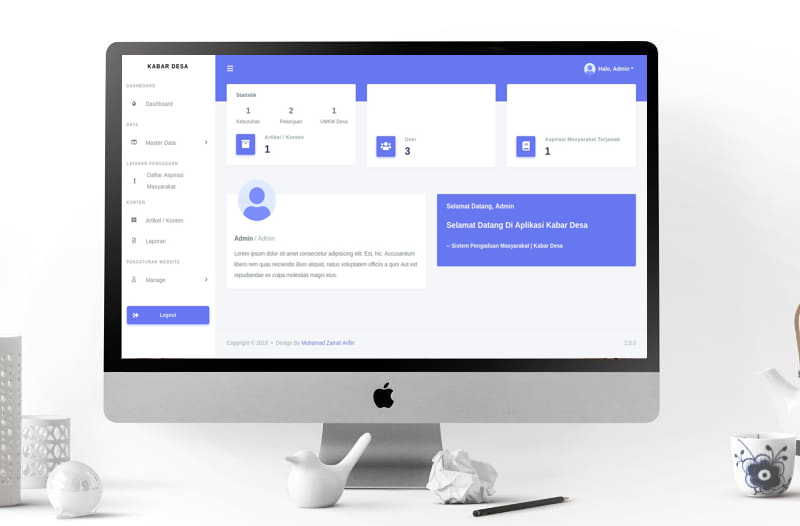 KABAR DESA
DASHBOARD
Dashboard
DATA
Master Data
LAYANAN PENGADUAN
Daftar Aspirasi
Masyarakat
KONTEN
Artikel / Konten
Laporan
PENGATURAN WEBSITE
Manage
Logout
Halo, Admin
Statistik
1 2 1
Kebutuhan Pekerjaan UMKM Desa
Artikel / Konten
1
User
3
Aspirasi Masyarakat Terjawab
1
Admin / Admin
Lorem ipsum dolor sit amet consectetur adipisicing elit. Est, hic. Accusantium
libero rem quas reiciendis illum aliquid, natus voluptatem officiis a quo! Aut est
repudiandae ex culpa molestias magni eius.
Selamat Datang, Admin
Selamat Datang Di Aplikasi Kabar Desa
-- Sistem Pengaduan Masyarakat | Kabar Desa
Copyright © 2018 • Design By Muhamad Zainal Arifin
2.3.0